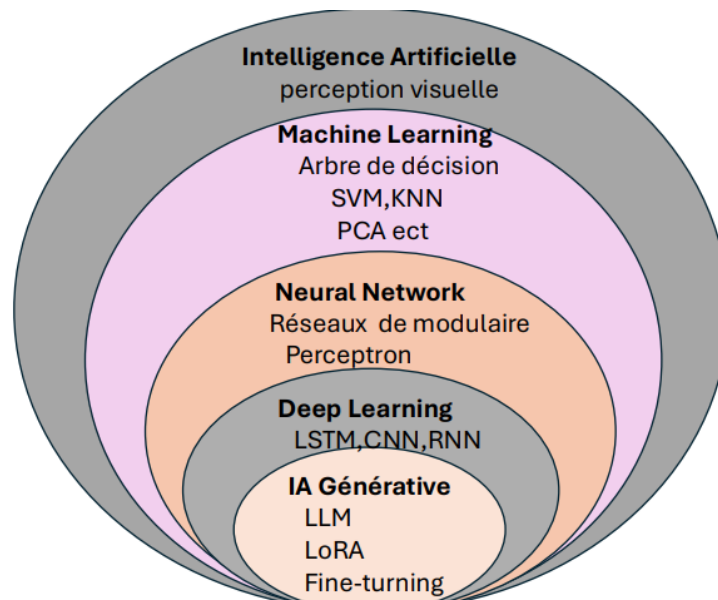 Intelligence Artificielle
perception visuelle
Machine Learning
Arbre de décision
SVM,KNN
PCA ect
Neural Network
Réseaux de modulaire
Perceptron
Deep Learning
LSTM,CNN,RNN
IA Générative
LLM
LoRA
Fine-turning